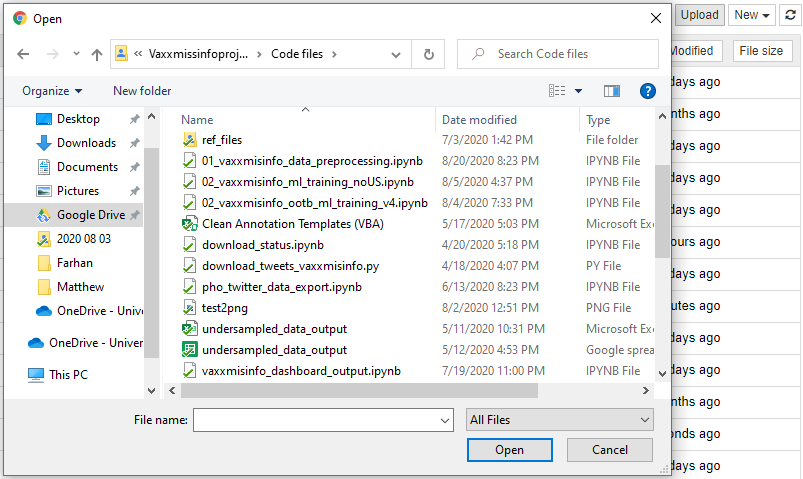 Open
Upload New
Vaxxmissinfoproj... Code files Search Code files
Modified File size
Organize New folder
Name Date modified Type
Desktop
Downloads
Documents
Pictures
Google Drive
2020 08 03
Farhan
Matthew
OneDrive - Univer
OneDrive - Univer
This PC
ref_files 7/3/2020 1:42 PM File folder
01_vaxxmisinfo_data_preprocessing.ipynb 8/20/2020 8:23 PM IPYNB File
02_vaxxmisinfo_ml_training_noUS.ipynb 8/5/2020 4:37 PM IPYNB File
02_vaxxmisinfo_ootb_ml_training_v4.ipynb 8/4/2020 7:33 PM IPYNB File
Clean Annotation Templates (VBA) 5/17/2020 5:03 PM Microsoft Exc
download_status.ipynb 4/20/2020 5:18 PM IPYNB File
download_tweets_vaxxmisinfo.py 4/18/2020 4:07 PM PY File
pho_twitter_data_export.ipynb 6/13/2020 8:23 PM IPYNB File
test2png 8/2/2020 12:51 PM PNG File
undersampled_data_output 5/11/2020 10:31 PM Microsoft Exc
undersampled_data_output 5/12/2020 4:53 PM Google sprea
vaxxmisinfo_dashboard_output.ipynb 7/19/2020 11:00 PM IPYNB File
days ago
nths ago
days ago
days ago
days ago
ours ago
days ago
utes ago
days ago
days ago
nths ago
onds ago
days ago
File name: All Files
Open Cancel